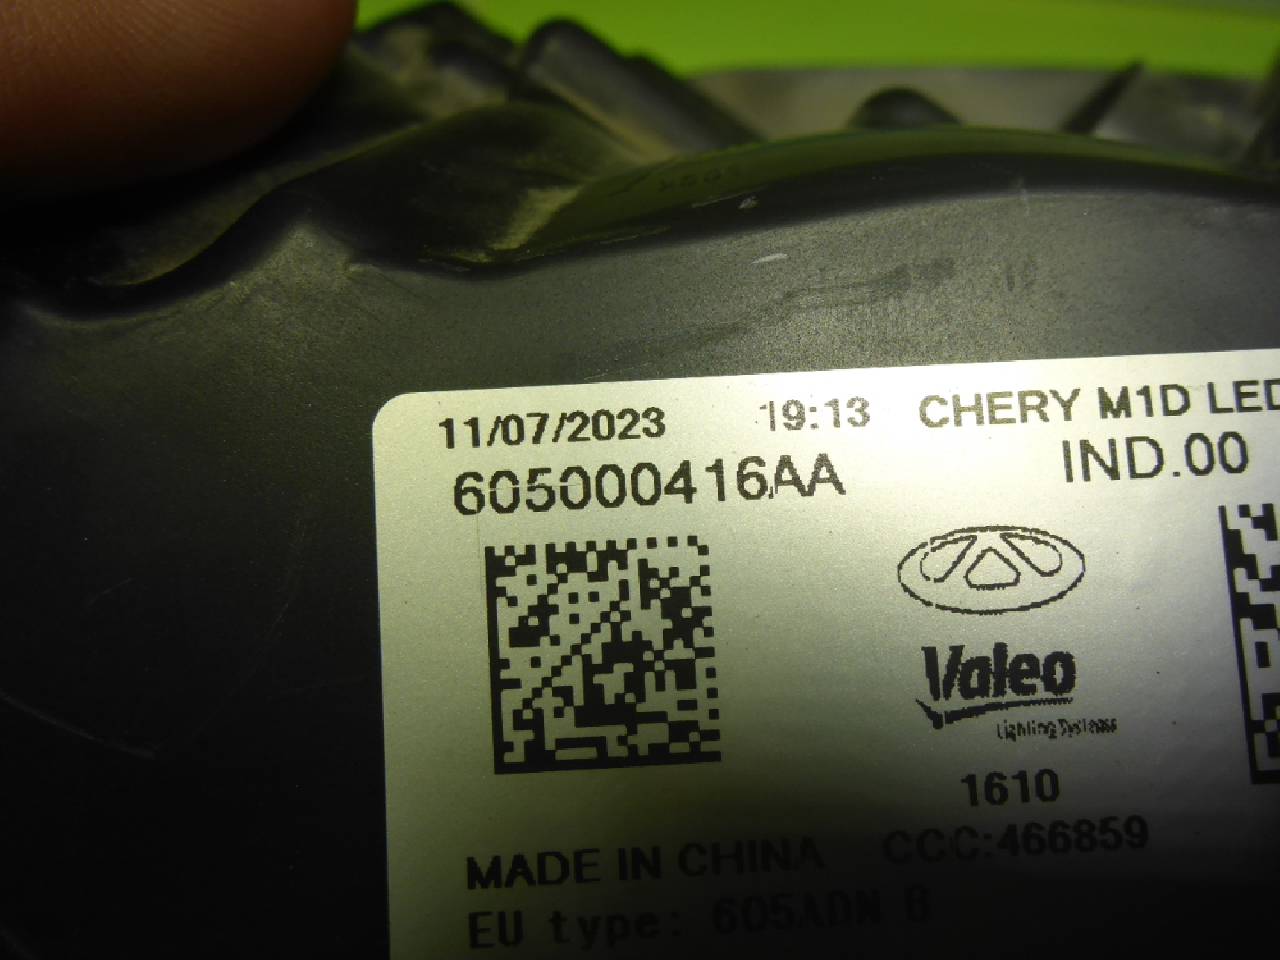 11/07/2023 19:13 CHERY M1D LED
605000416AA IND.00
Valeo
Lighting Systems
1610
MADE IN CHINA CCC:466859
EU type: 605ADN B